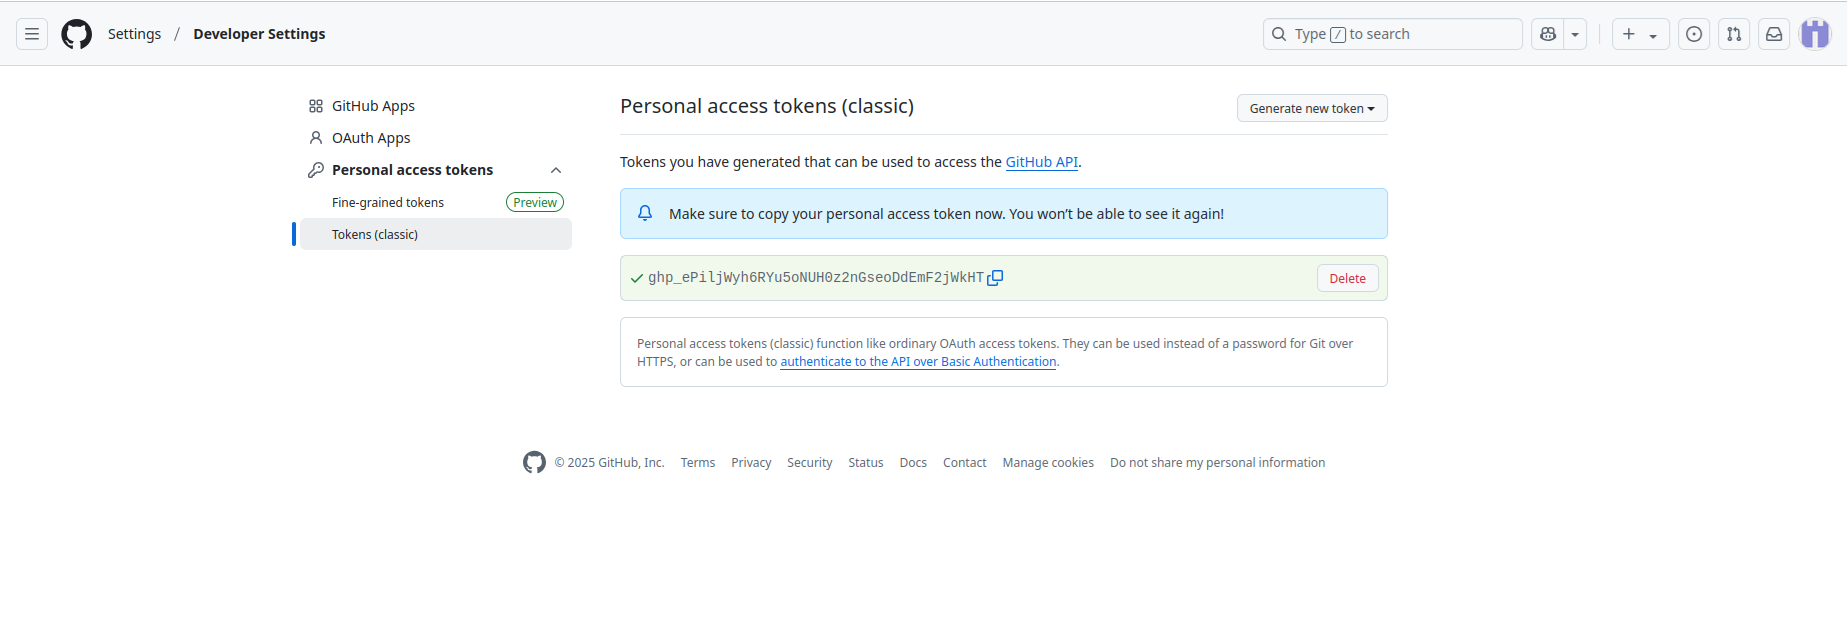 Settings / Developer Settings
Type / to search
GitHub Apps
OAuth Apps
Personal access tokens
Fine-grained tokens Preview
Tokens (classic)
Personal access tokens (classic)
Generate new token
Tokens you have generated that can be used to access the GitHub API.
Make sure to copy your personal access token now. You won’t be able to see it again!
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
Delete
Personal access tokens (classic) function like ordinary OAuth access tokens. They can be used instead of a password for Git over
HTTPS, or can be used to authenticate to the API over Basic Authentication.
© 2025 GitHub, Inc. Terms Privacy Security Status Docs Contact Manage cookies Do not share my personal information